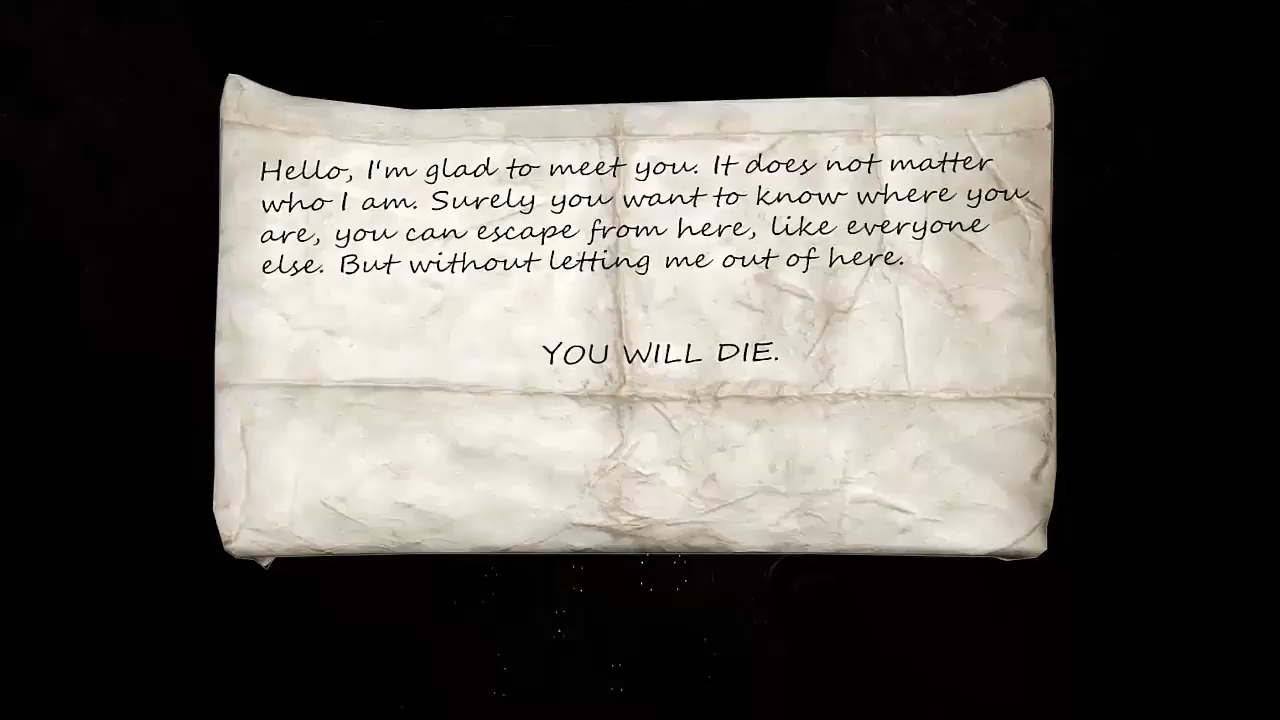 Hello, I'm glad to meet you. It does not matter
who I am. Surely you want to know where you
are, you can escape from here, like everyone
else. But without letting me out of here.
YOU WILL DIE.